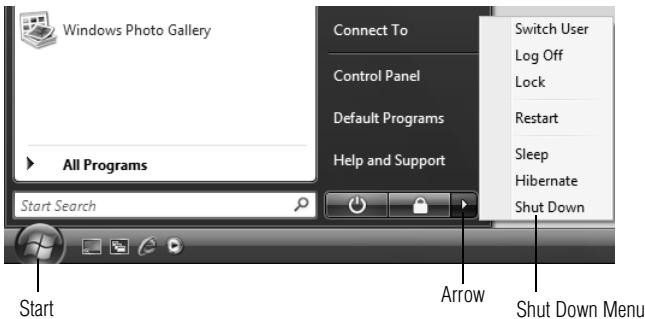 Windows Photo Gallery
All Programs
Start Search
Connect To
Control Panel
Default Programs
Help and Support
Switch User
Log Off
Lock
Restart
Sleep
Hibernate
Shut Down
Start
Arrow
Shut Down Menu